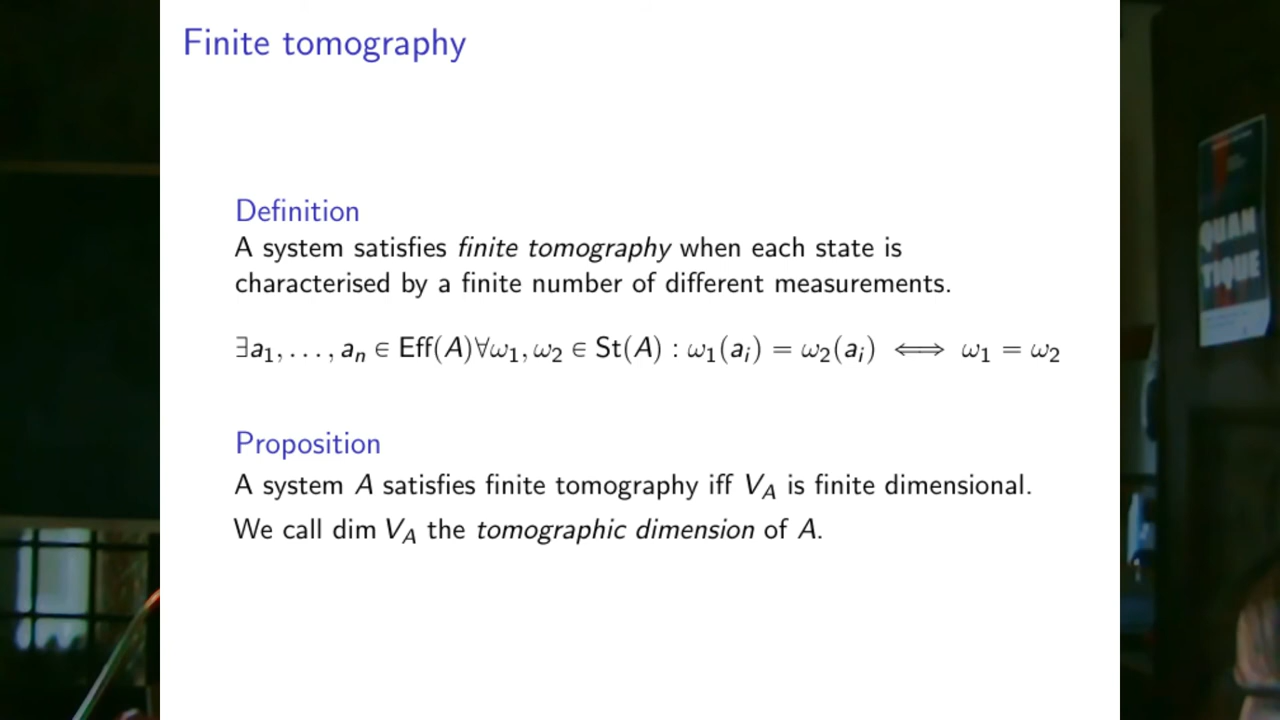 Finite tomography
Definition
A system satisfies finite tomography when each state is
characterised by a finite number of different measurements.
∃a₁, . . . , aₙ ∈ Eff(A)∀ω₁, ω₂ ∈ St(A) : ω₁(aᵢ) = ω₂(aᵢ) ⟺ ω₁ = ω₂
Proposition
A system A satisfies finite tomography iff V_A is finite dimensional.
We call dim V_A the tomographic dimension of A.
QUAN
TIQUE